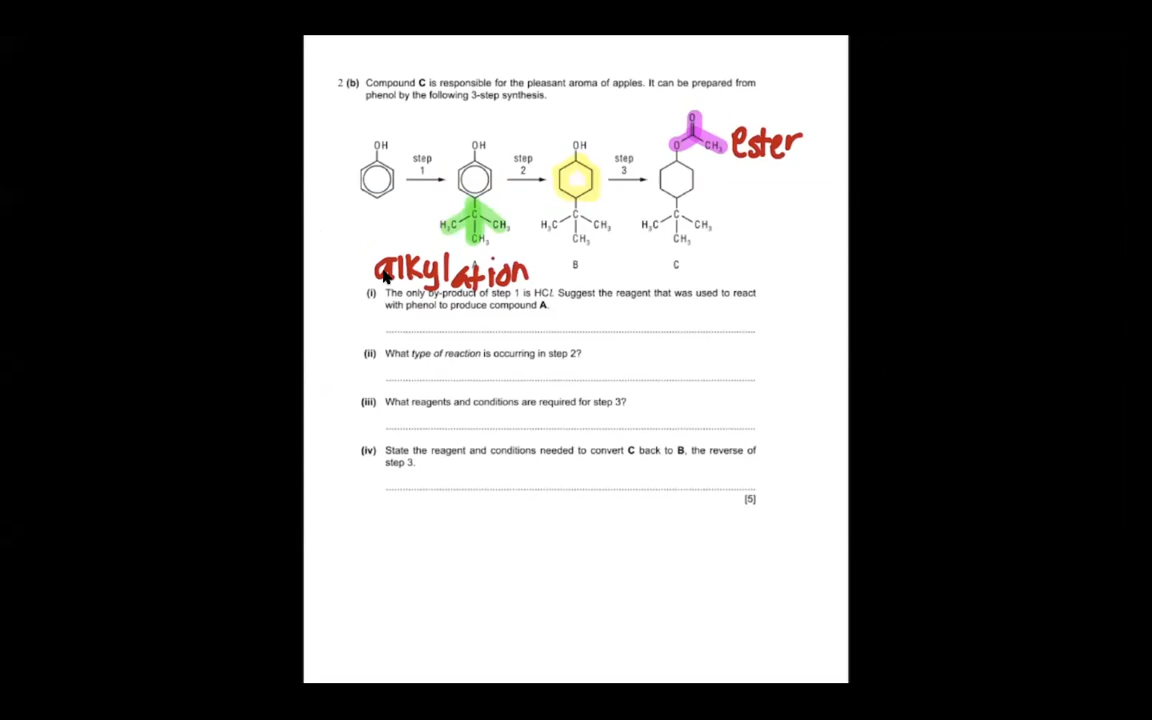 2 (b) Compound C is responsible for the pleasant aroma of apples. It can be prepared from
phenol by the following 3-step synthesis.
OH
step
1
OH
C
H₃C
CH₃
CH₃
step
2
OH
C
H₃C
CH₃
CH₃
B
step
3
O
O
CH₃
C
H₃C
CH₃
CH₃
C
ester
alkylation
(i) The only by-product of step 1 is HCl. Suggest the reagent that was used to react
with phenol to produce compound A.
(ii) What type of reaction is occurring in step 2?
(iii) What reagents and conditions are required for step 3?
(iv) State the reagent and conditions needed to convert C back to B, the reverse of
step 3.
[5]